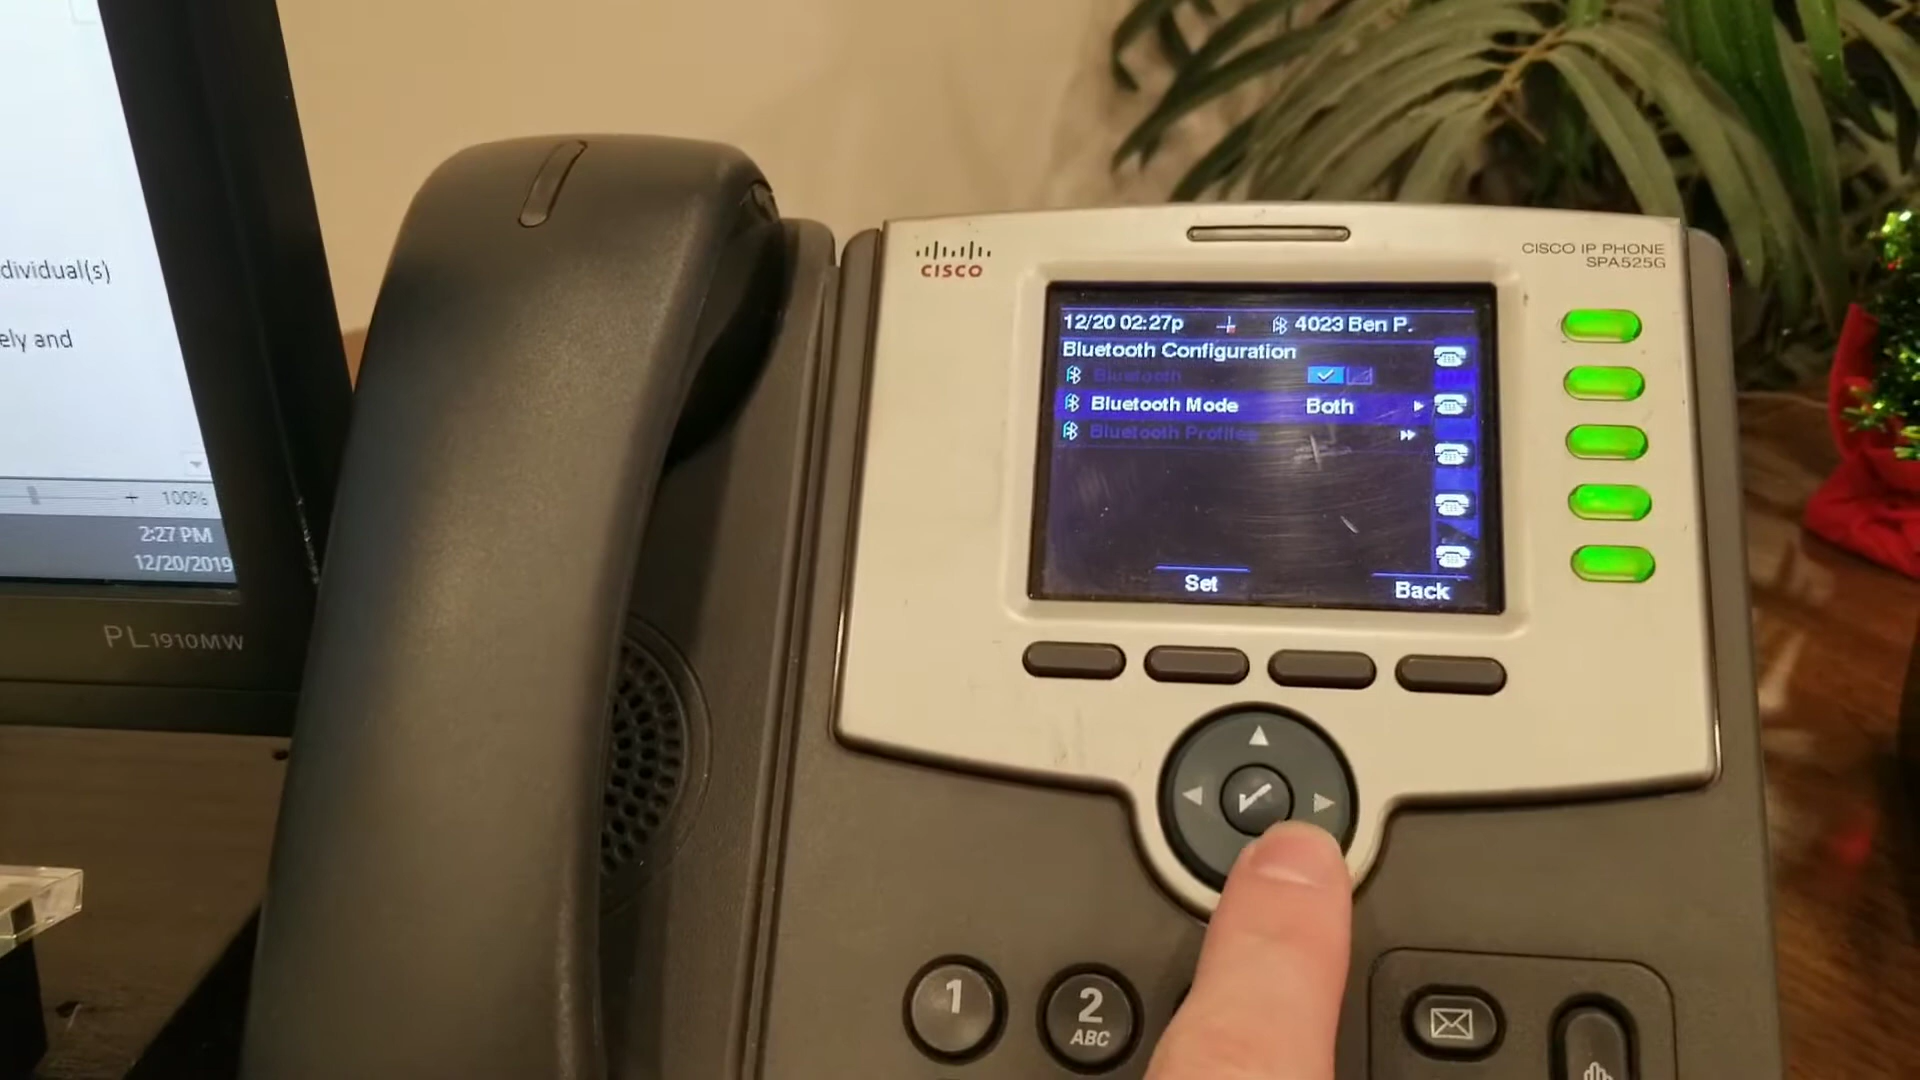 dividual(s)
ely and
+ 100%
2:27 PM
12/20/2019
PL1910MW
CISCO
CISCO IP PHONE
SPA525G
12/20 02:27p 4023 Ben P.
Bluetooth Configuration
Bluetooth
Bluetooth Mode Both
Bluetooth Profiles
Set Back
1
2
ABC